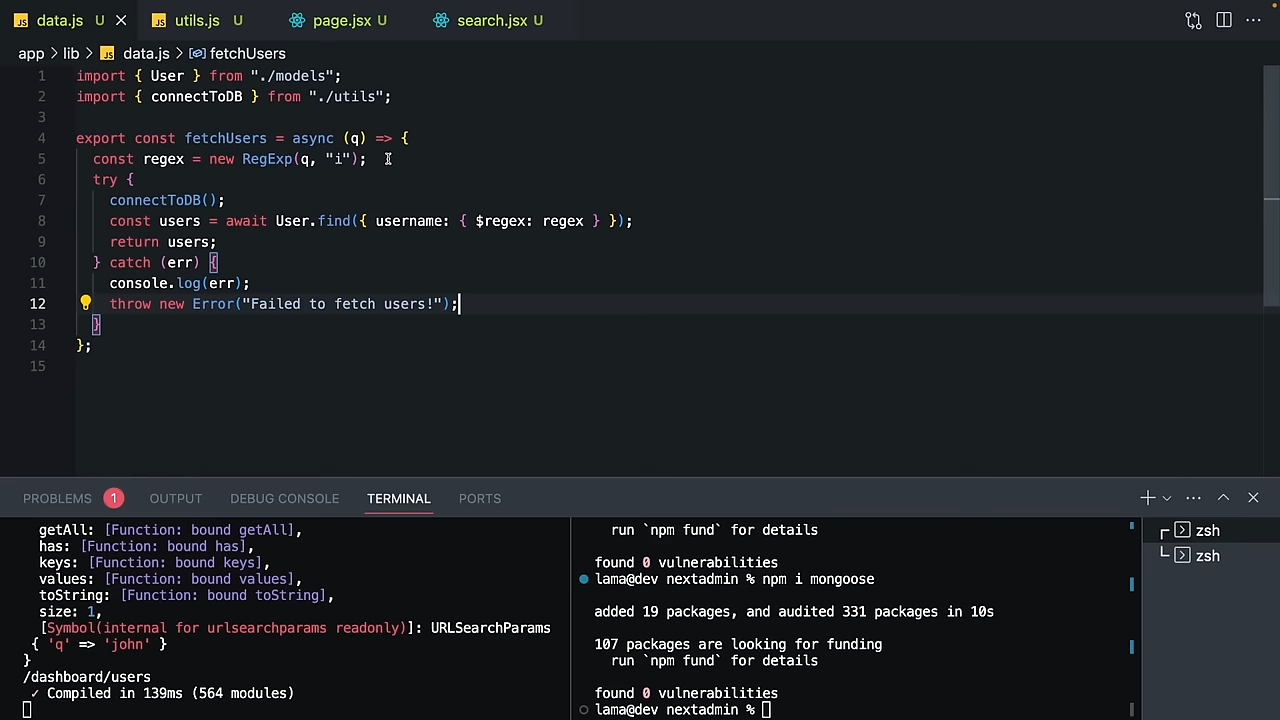 data.js U
utils.js U
page.jsx U
search.jsx U
app > lib > JS data.js > fetchUsers
1 import { User } from "./models";
2 import { connectToDB } from "./utils";
3
4 export const fetchUsers = async (q) => {
5 const regex = new RegExp(q, "i");
6 try {
7 connectToDB();
8 const users = await User.find({ username: { $regex: regex } });
9 return users;
10 } catch (err) {
11 console.log(err);
12 throw new Error("Failed to fetch users!");
13 }
14 };
15
PROBLEMS 1 OUTPUT DEBUG CONSOLE TERMINAL PORTS
getAll: [Function: bound getAll],
has: [Function: bound has],
keys: [Function: bound keys],
values: [Function: bound values],
toString: [Function: bound toString],
size: 1,
[Symbol(internal for urlsearchparams readonly)]: URLSearchParams
{ 'q' => 'john' }
}
/dashboard/users
✓ Compiled in 139ms (564 modules)
run `npm fund` for details
found 0 vulnerabilities
lama@dev nextadmin % npm i mongoose
added 19 packages, and audited 331 packages in 10s
107 packages are looking for funding
run `npm fund` for details
found 0 vulnerabilities
lama@dev nextadmin %
zsh
zsh